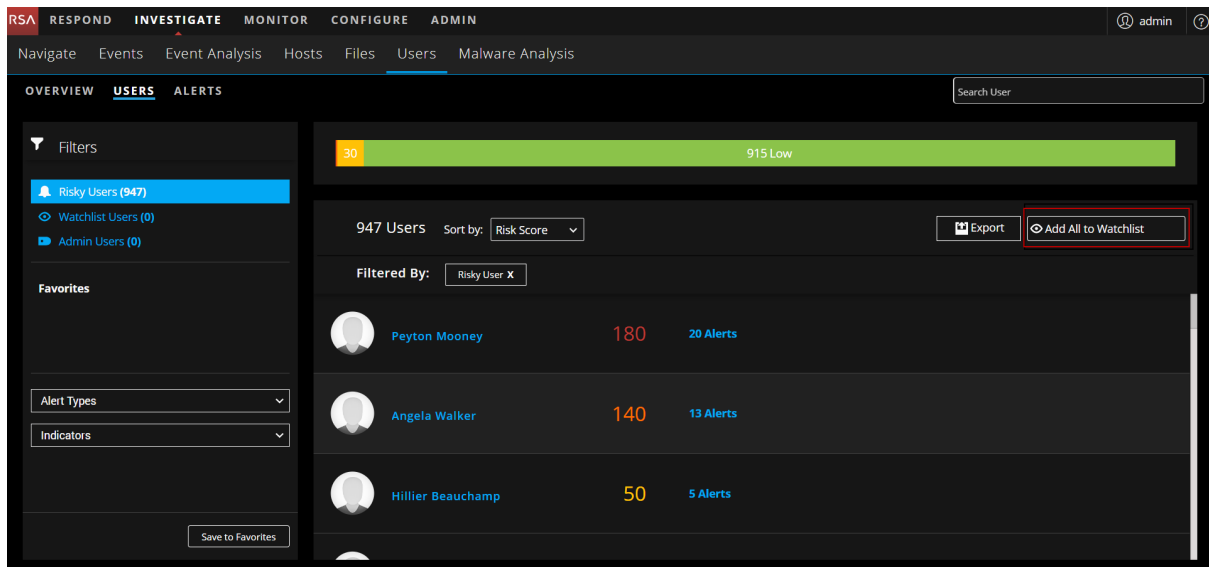 RSA RESPOND INVESTIGATE MONITOR CONFIGURE ADMIN admin ?
Navigate Events Event Analysis Hosts Files Users Malware Analysis
OVERVIEW USERS ALERTS Search User
Filters
30 915 Low
Risky Users (947)
Watchlist Users (0)
Admin Users (0)
947 Users Sort by: Risk Score Export Add All to Watchlist
Filtered By: Risky User X
Favorites
Peyton Mooney 180 20 Alerts
Alert Types
Angela Walker 140 13 Alerts
Indicators
Hillier Beauchamp 50 5 Alerts
Save to Favorites